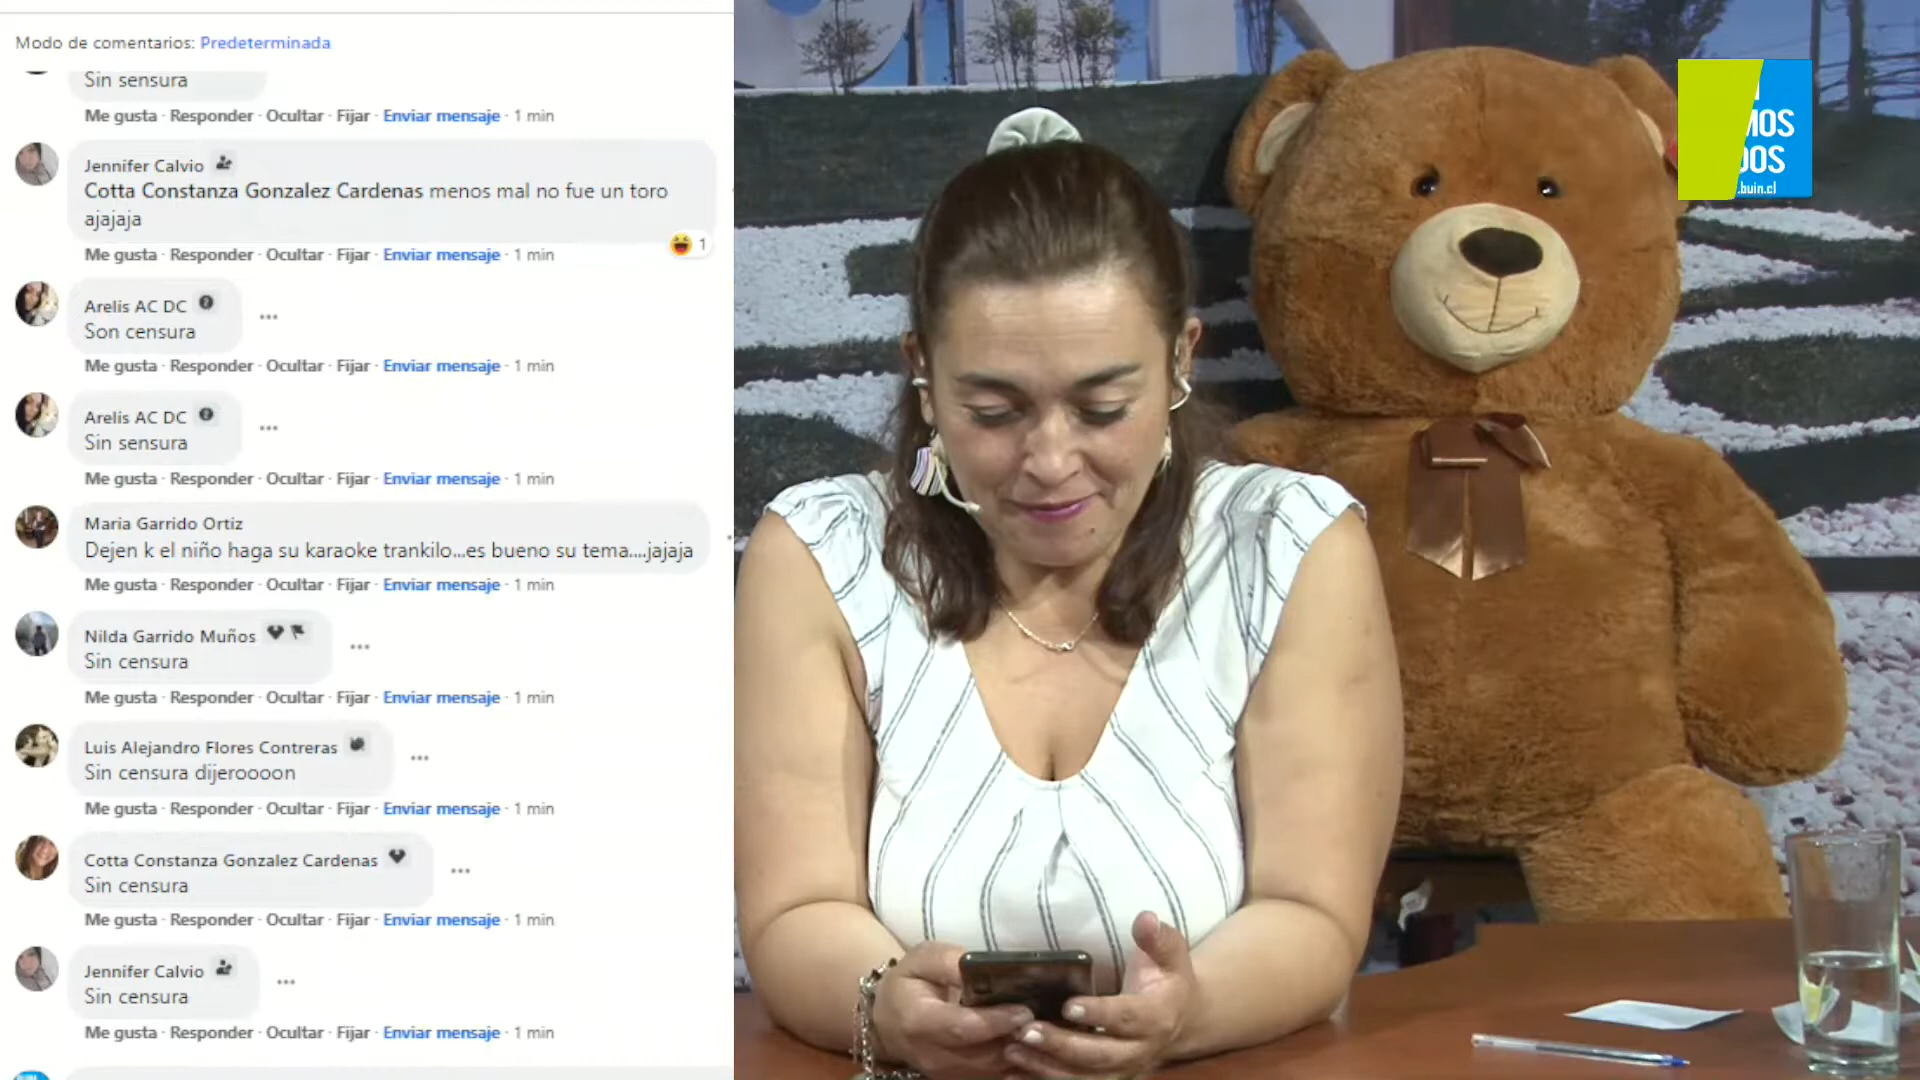 Modo de comentarios: Predeterminada
Sin sensura
Me gusta · Responder · Ocultar · Fijar · Enviar mensaje · 1 min
Jennifer Calvio
Cotta Constanza Gonzalez Cardenas menos mal no fue un toro
ajajaja
1
Me gusta · Responder · Ocultar · Fijar · Enviar mensaje · 1 min
Arelis AC DC
Son censura
Me gusta · Responder · Ocultar · Fijar · Enviar mensaje · 1 min
Arelis AC DC
Sin sensura
Me gusta · Responder · Ocultar · Fijar · Enviar mensaje · 1 min
Maria Garrido Ortiz
Dejen k el niño haga su karaoke trankilo...es bueno su tema....jajaja
Me gusta · Responder · Ocultar · Fijar · Enviar mensaje · 1 min
Nilda Garrido Muños
Sin censura
Me gusta · Responder · Ocultar · Fijar · Enviar mensaje · 1 min
Luis Alejandro Flores Contreras
Sin censura dijeroooon
Me gusta · Responder · Ocultar · Fijar · Enviar mensaje · 1 min
Cotta Constanza Gonzalez Cardenas
Sin censura
Me gusta · Responder · Ocultar · Fijar · Enviar mensaje · 1 min
Jennifer Calvio
Sin censura
Me gusta · Responder · Ocultar · Fijar · Enviar mensaje · 1 min
MOS
DOS
.buin.cl